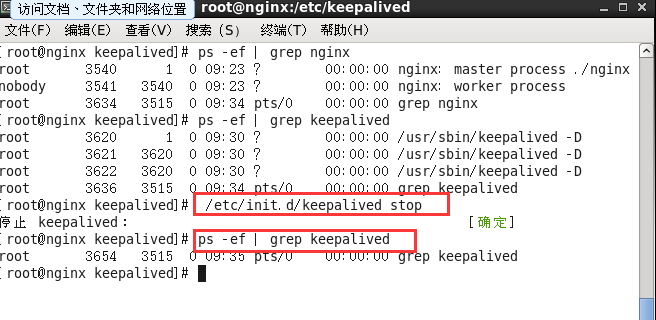 访问文档、文件夹和网络位置 root@nginx:/etc/keepalived
文件(F) 编辑(E) 查看(V) 搜索 (S) 终端(T) 帮助(H)
[root@nginx keepalived]# ps -ef | grep nginx
root 3540 1 0 09:23 ? 00:00:00 nginx: master process ./nginx
nobody 3541 3540 0 09:23 ? 00:00:00 nginx: worker process
root 3634 3515 0 09:34 pts/0 00:00:00 grep nginx
[root@nginx keepalived]# ps -ef | grep keepalived
root 3620 1 0 09:30 ? 00:00:00 /usr/sbin/keepalived -D
root 3621 3620 0 09:30 ? 00:00:00 /usr/sbin/keepalived -D
root 3622 3620 0 09:30 ? 00:00:00 /usr/sbin/keepalived -D
root 3636 3515 0 09:34 pts/0 00:00:00 grep keepalived
[root@nginx keepalived]# /etc/init.d/keepalived stop
停止 keepalived： [确定]
[root@nginx keepalived]# ps -ef | grep keepalived
root 3654 3515 0 09:35 pts/0 00:00:00 grep keepalived
[root@nginx keepalived]#